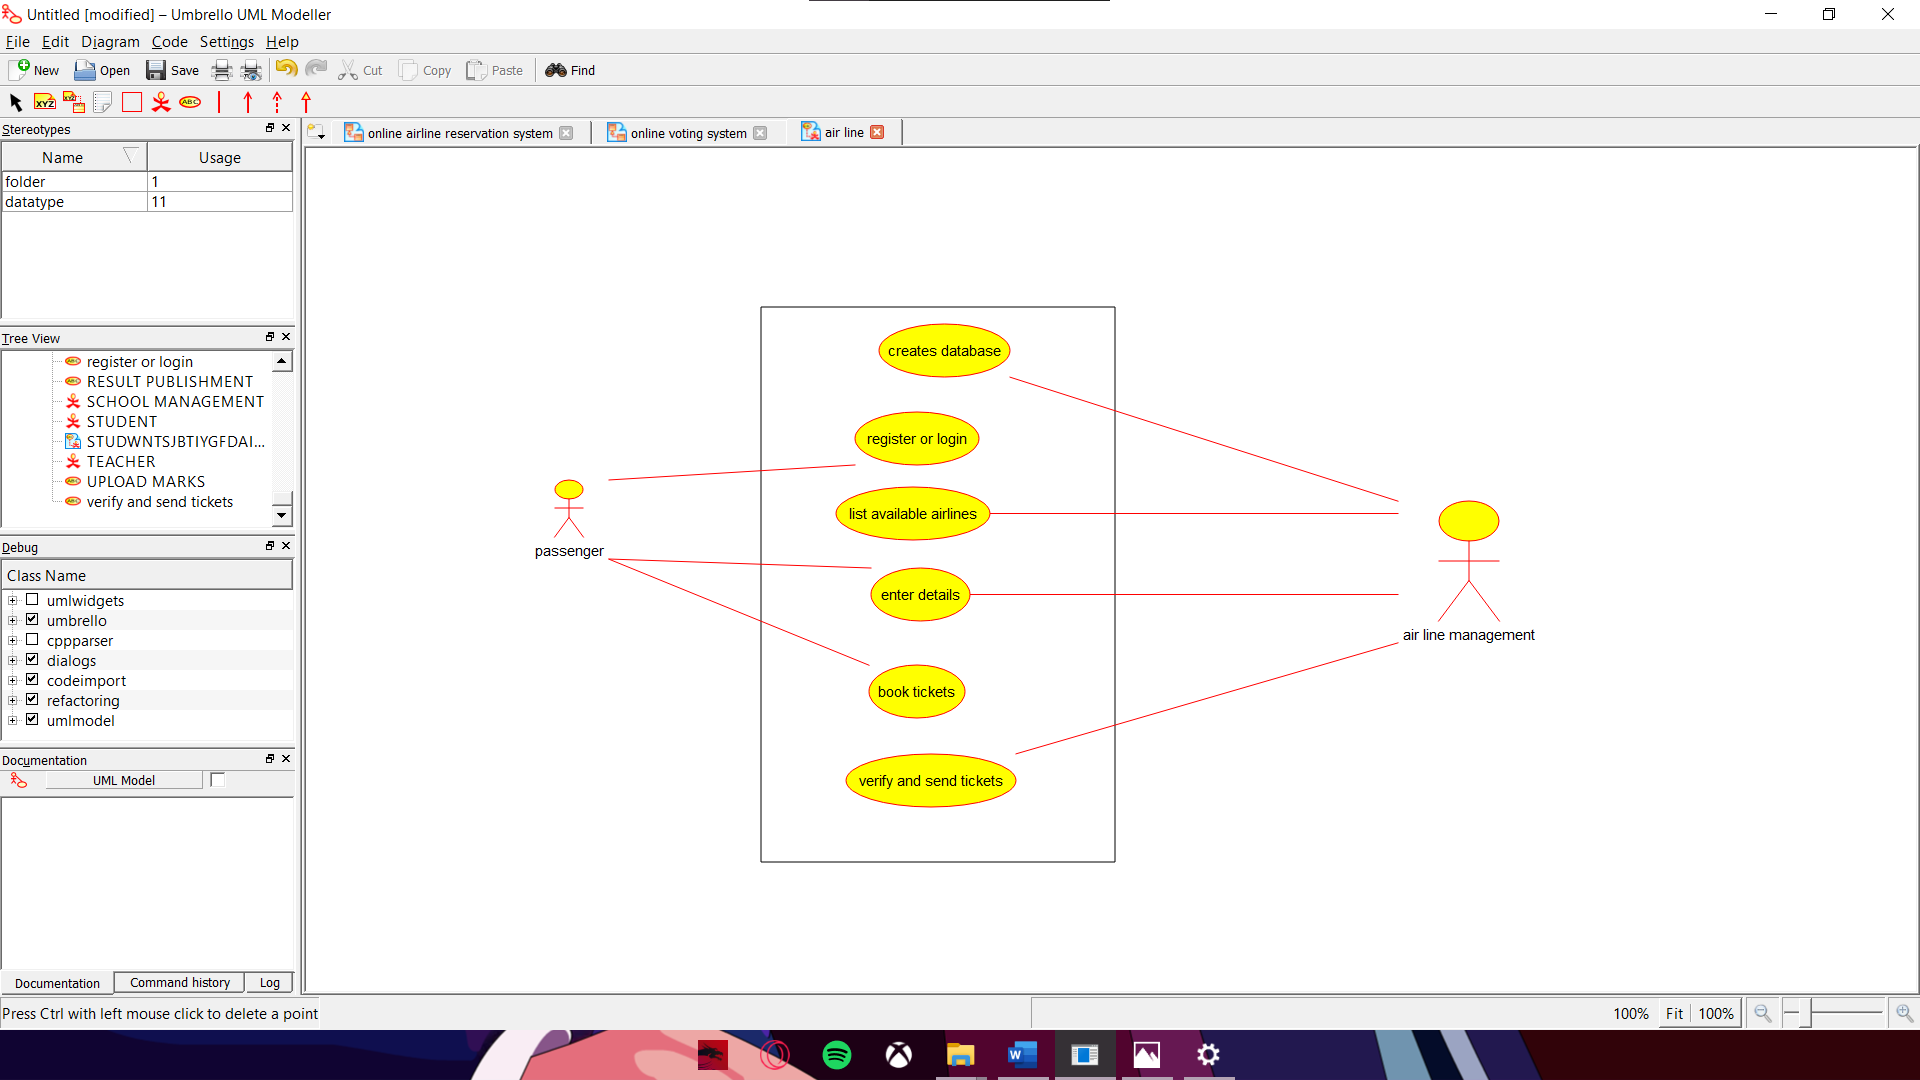 Untitled [modified] – Umbrello UML Modeller
File Edit Diagram Code Settings Help
New Open Save Cut Copy Paste Find
XYZ XYZ ABC
Stereotypes
Name Usage
folder 1
datatype 11
Tree View
register or login
RESULT PUBLISHMENT
SCHOOL MANAGEMENT
STUDENT
STUDWNTSJBTIYGFDAI...
TEACHER
UPLOAD MARKS
verify and send tickets
Debug
Class Name
umlwidgets
umbrello
cppparser
dialogs
codeimport
refactoring
umlmodel
Documentation
UML Model
Documentation Command history Log
online airline reservation system online voting system air line
creates database
register or login
list available airlines
passenger
enter details
air line management
book tickets
verify and send tickets
Press Ctrl with left mouse click to delete a point
100% Fit 100%